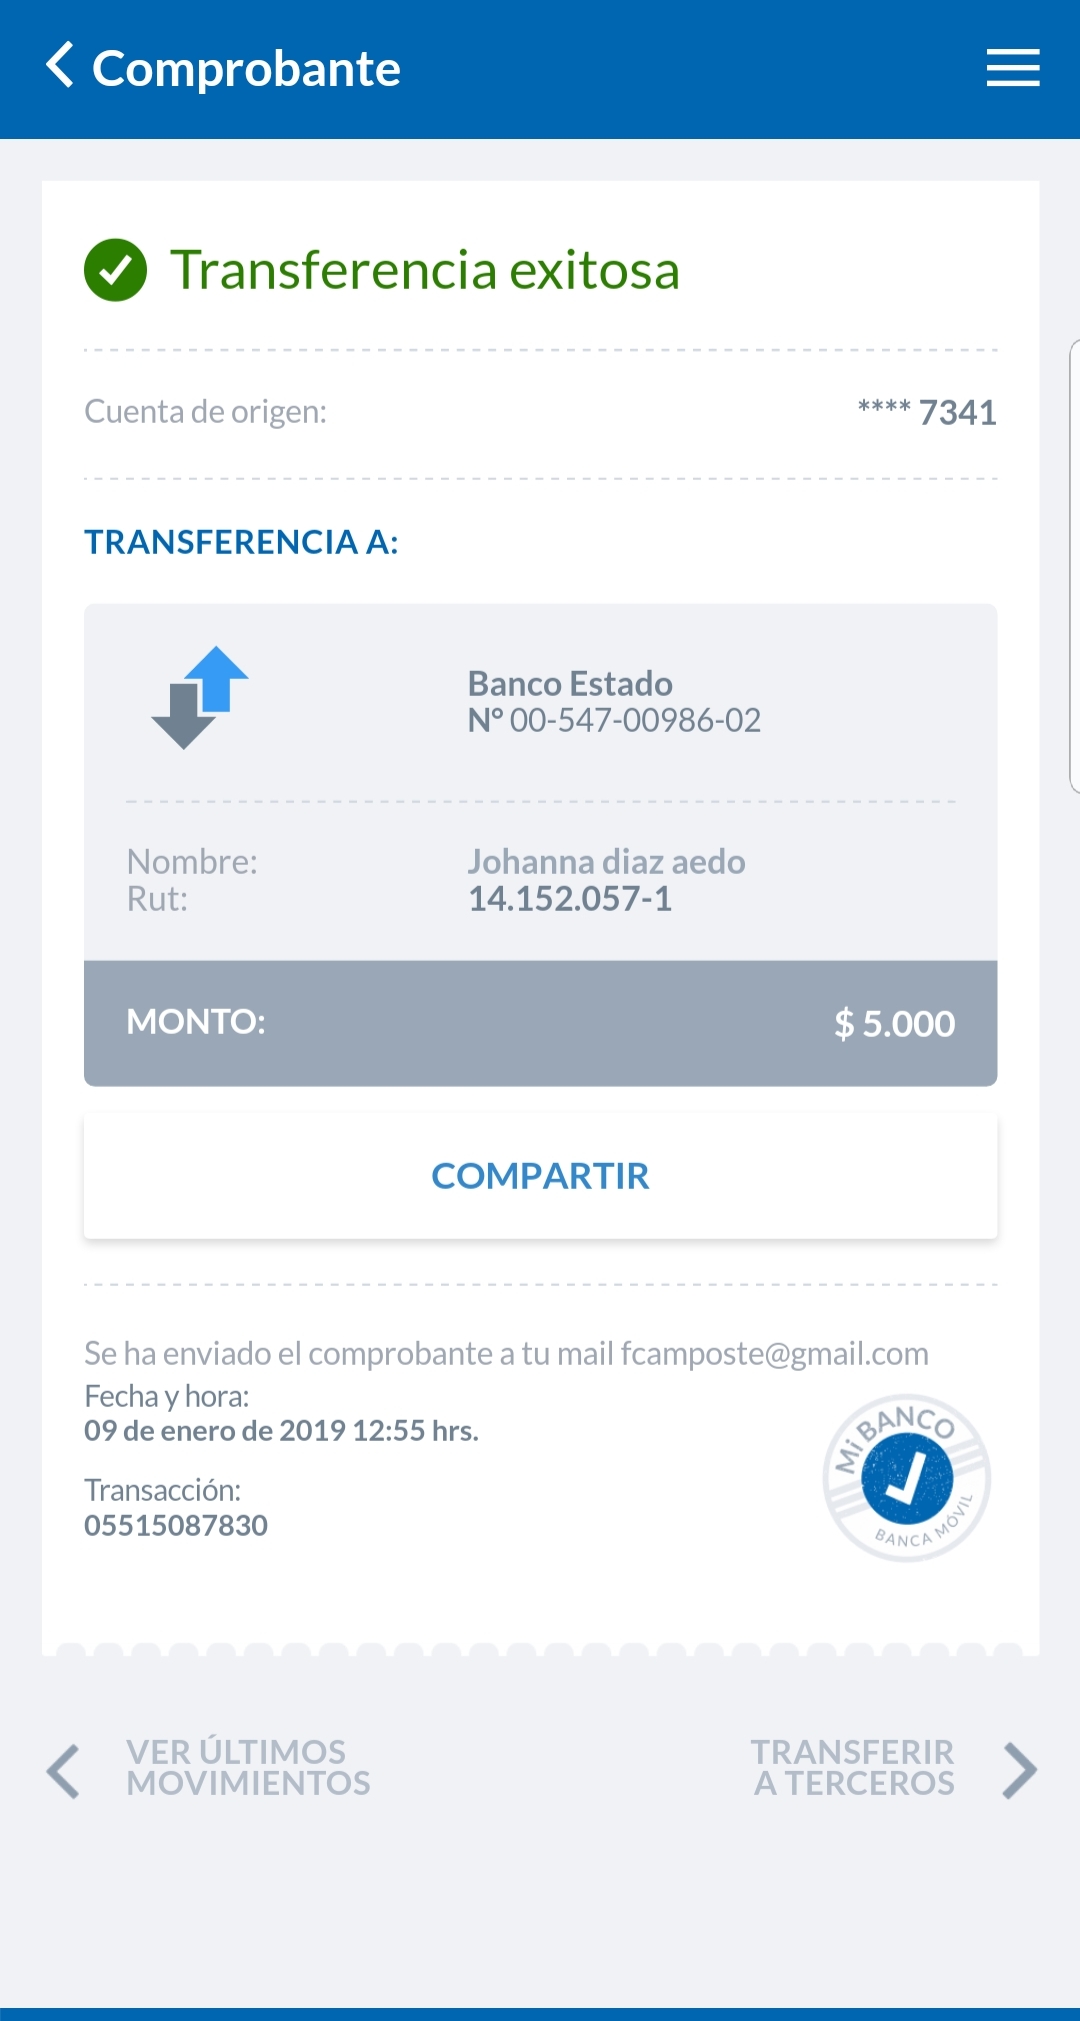 Comprobante
Transferencia exitosa
Cuenta de origen:
**** 7341
TRANSFERENCIA A:
Banco Estado
Nº 00-547-00986-02
Nombre:
Johanna diaz aedo
Rut:
14.152.057-1
MONTO:
$ 5.000
COMPARTIR
Se ha enviado el comprobante a tu mail fcamposte@gmail.com
Fecha y hora:
09 de enero de 2019 12:55 hrs.
Transacción:
05515087830
Mi BANCO
BANCA MÓVIL
VER ÚLTIMOS
MOVIMIENTOS
TRANSFERIR
A TERCEROS